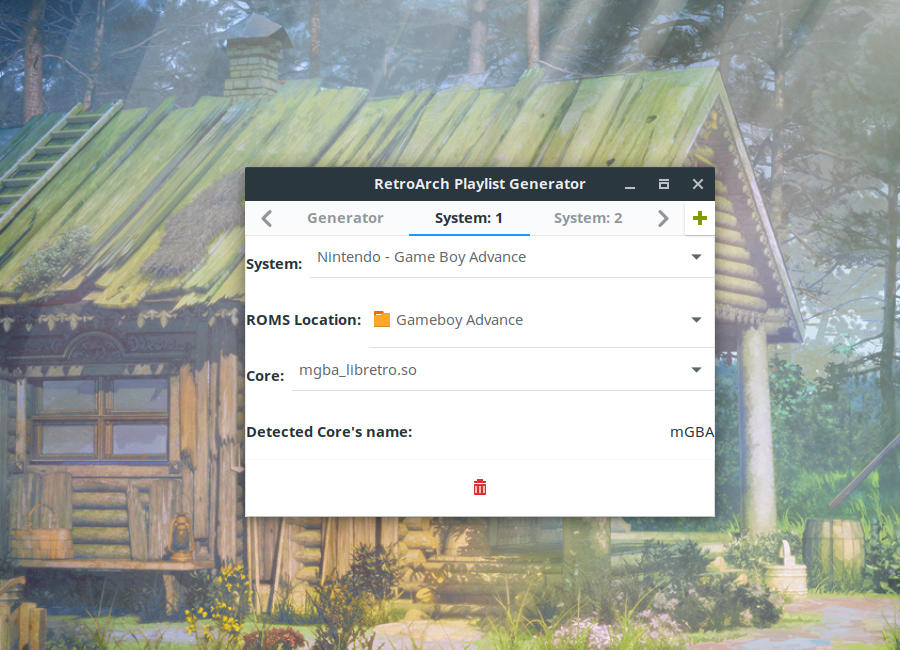 RetroArch Playlist Generator
Generator System: 1 System: 2
System: Nintendo - Game Boy Advance
ROMS Location: Gameboy Advance
Core: mgba_libretro.so
Detected Core's name: mGBA